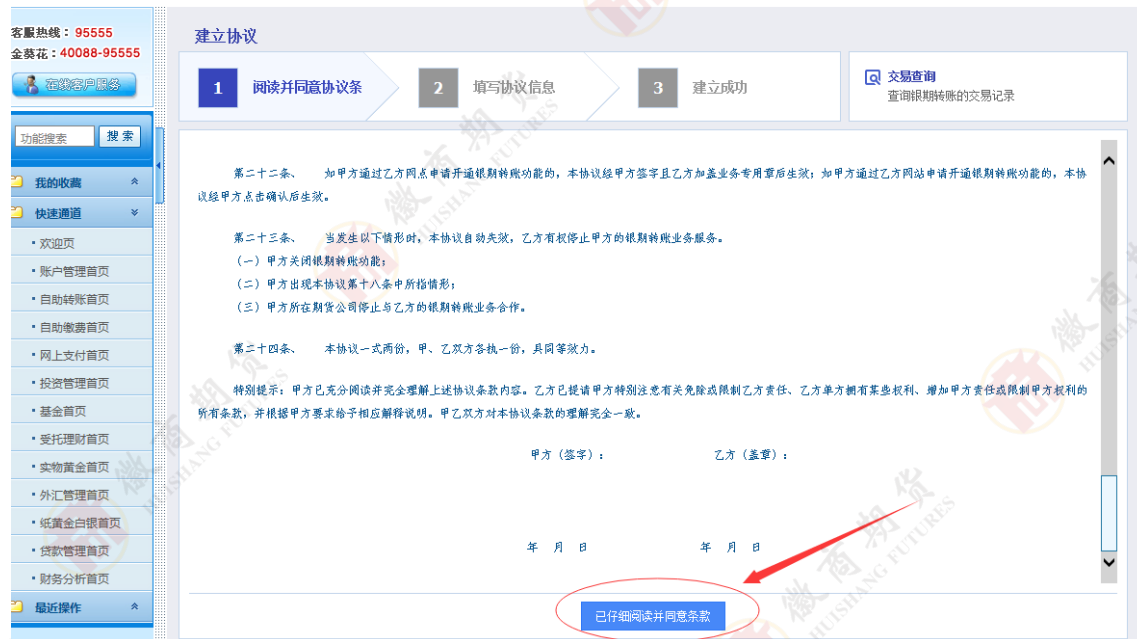 客服热线：95555
金葵花：40088-95555
在线客户服务
功能搜索
搜 索
我的收藏
快速通道
欢迎页
账户管理首页
自助转账首页
自助缴费首页
网上支付首页
投资管理首页
基金首页
受托理财首页
实物黄金首页
外汇管理首页
纸黄金白银首页
贷款管理首页
财务分析首页
最近操作
建立协议
1 阅读并同意协议条
2 填写协议信息
3 建立成功
交易查询
查询银期转账的交易记录
第二十二条、 如甲方通过乙方网点申请开通银期转账功能的，本协议经甲方签字且乙方加盖业务专用章后生效；如甲方通过乙方网站申请开通银期转账功能的，本协
议经甲方点击确认后生效。
第二十三条、 当发生以下情形时，本协议自动失效，乙方有权停止甲方的银期转账业务服务。
（一）甲方关闭银期转账功能；
（二）甲方出现本协议第十八条中所指情形；
（三）甲方所在期货公司停止与乙方的银期转账业务合作。
第二十四条、 本协议一式两份，甲、乙双方各执一份，具同等效力。
特别提示：甲方已充分阅读并完全理解上述协议条款内容。乙方已提请甲方特别注意有关免除或限制乙方责任、乙方单方拥有某些权利、增加甲方责任或限制甲方权利的
所有条款，并根据甲方要求给予相应解释说明。甲乙双方对本协议条款的理解完全一致。
甲方（签字）： 乙方（盖章）：
年 月 日 年 月 日
已仔细阅读并同意条款
徽商期货
HUISHANG FUTURES